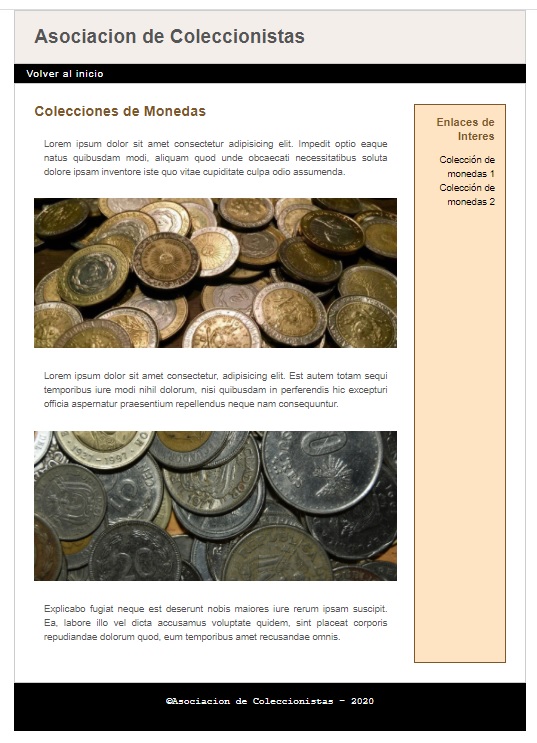 Asociacion de Coleccionistas
Volver al inicio
Colecciones de Monedas
Lorem ipsum dolor sit amet consectetur adipisicing elit. Impedit optio eaque
natus quibusdam modi, aliquam quod unde obcaecati necessitatibus soluta
dolore ipsam inventore iste quo vitae cupiditate culpa odio assumenda.
Lorem ipsum dolor sit amet consectetur, adipisicing elit. Est autem totam sequi
temporibus iure modi nihil dolorum, nisi quibusdam in perferendis hic excepturi
officia aspernatur praesentium repellendus neque nam consequuntur.
1937-1997
20
Explicabo fugiat neque est deserunt nobis maiores iure rerum ipsam suscipit.
Ea, labore illo vel dicta accusamus voluptate quidem, sint placeat corporis
repudiandae dolorum quod, eum temporibus amet recusandae omnis.
Enlaces de
Interes
Colección de
monedas 1
Colección de
monedas 2
©Asociacion de Coleccionistas - 2020